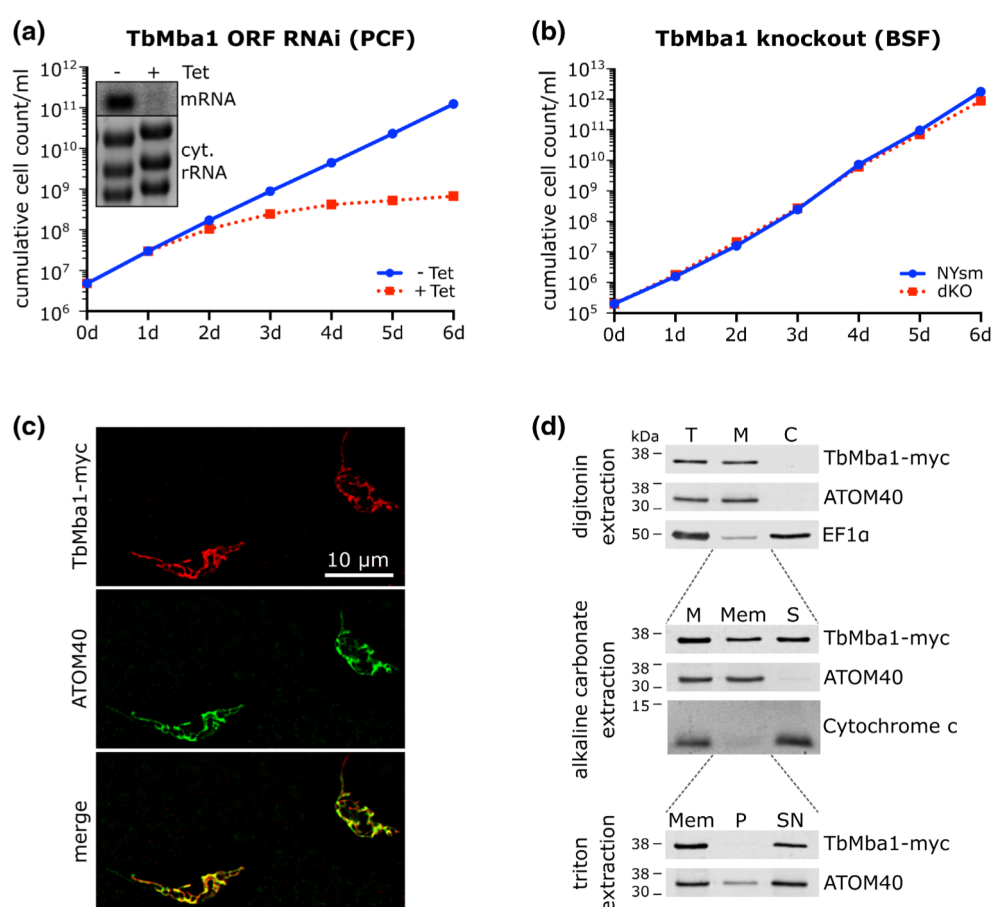 (a)
TbMba1 ORF RNAi (PCF)
cumulative cell count/ml
10¹²
10¹¹
10¹⁰
10⁹
10⁸
10⁷
10⁶
- + Tet
mRNA
cyt.
rRNA
- Tet
+ Tet
0d 1d 2d 3d 4d 5d 6d
(b)
TbMba1 knockout (BSF)
cumulative cell count/ml
10¹³
10¹²
10¹¹
10¹⁰
10⁹
10⁸
10⁷
10⁶
10⁵
NYsm
dKO
0d 1d 2d 3d 4d 5d 6d
(c)
TbMba1-myc
10 µm
ATOM40
merge
(d)
digitonin
extraction
kDa T M C
38 TbMba1-myc
38
30
ATOM40
50 EF1α
alkaline carbonate
extraction
M Mem S
38 TbMba1-myc
38
30
ATOM40
15
Cytochrome c
triton
extraction
Mem P SN
38 TbMba1-myc
38
30
ATOM40